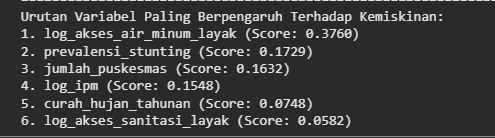 Urutan Variabel Paling Berpengaruh Terhadap Kemiskinan:
1. log_akses_air_minum_layak (Score: 0.3760)
2. prevalensi_stunting (Score: 0.1729)
3. jumlah_puskesmas (Score: 0.1632)
4. log_ipm (Score: 0.1548)
5. curah_hujan_tahunan (Score: 0.0748)
6. log_akses_sanitasi_layak (Score: 0.0582)